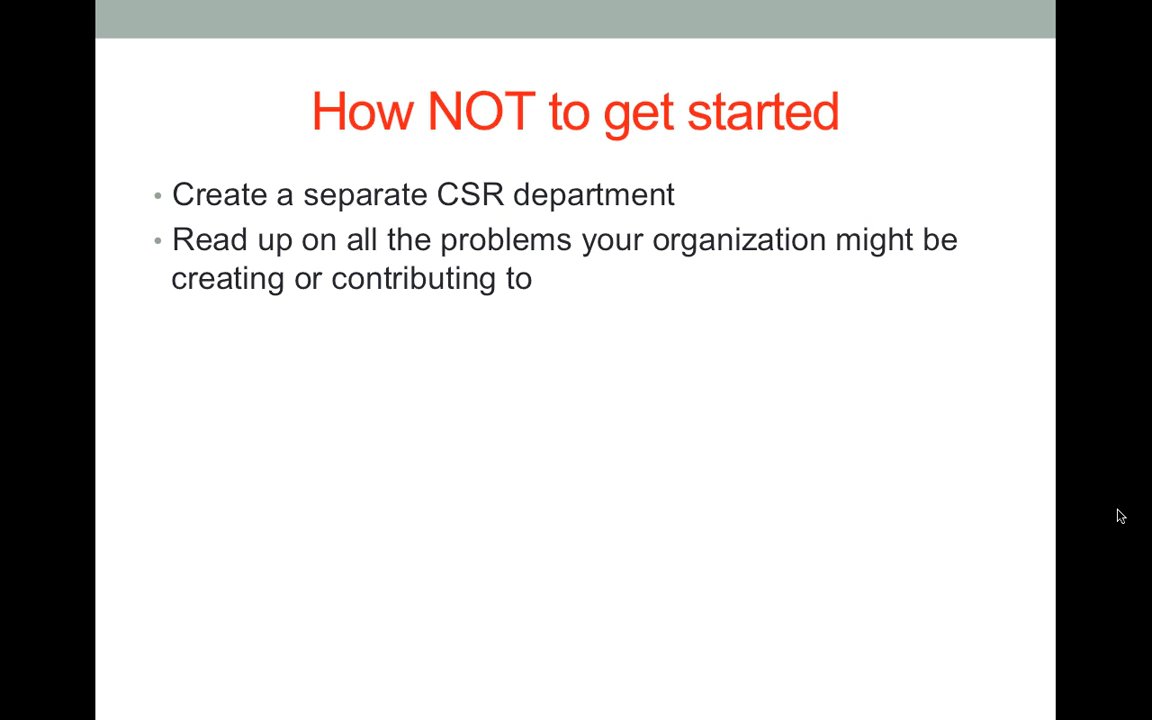 How NOT to get started
• Create a separate CSR department
• Read up on all the problems your organization might be
creating or contributing to